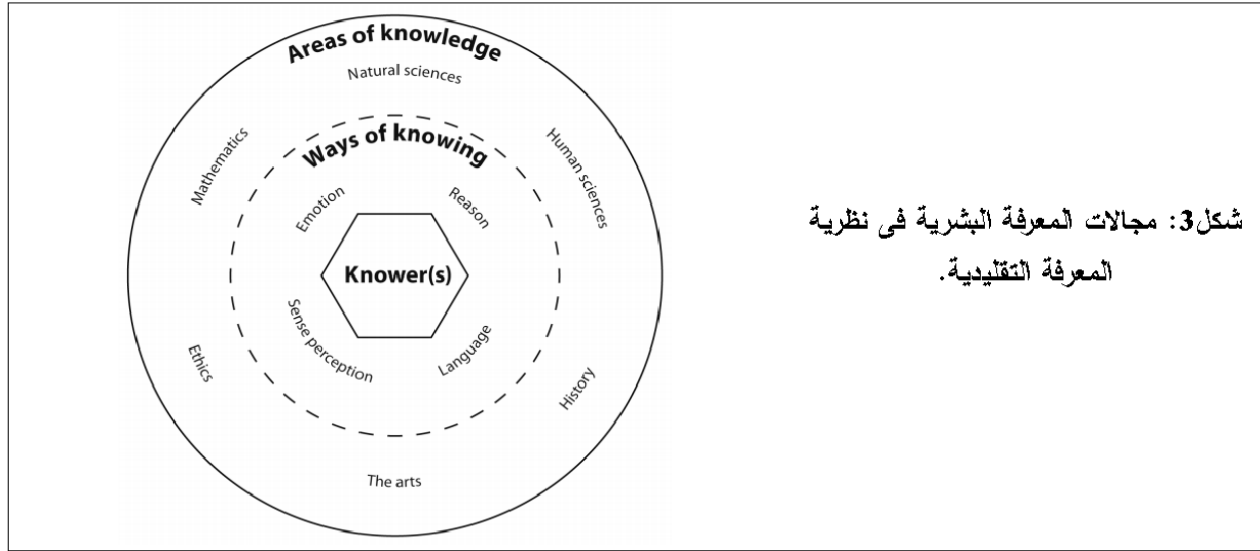 Areas of knowledge
Natural sciences
Mathematics
Human sciences
Ways of knowing
Emotion
Reason
Knower(s)
Sense perception
Language
Ethics
History
The arts
شكل3: مجالات المعرفة البشرية فى نظرية
المعرفة التقليدية.